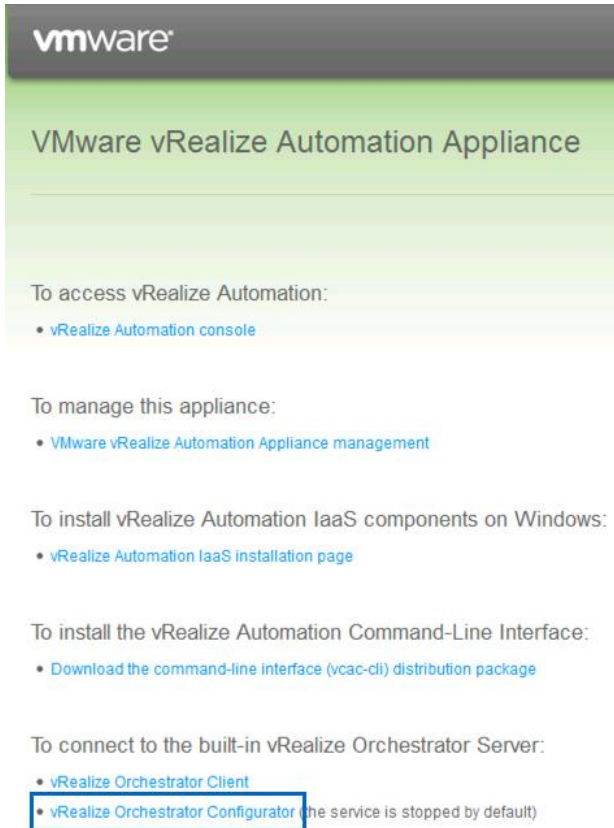 vmware
VMware vRealize Automation Appliance
To access vRealize Automation:
• vRealize Automation console
To manage this appliance:
• VMware vRealize Automation Appliance management
To install vRealize Automation IaaS components on Windows:
• vRealize Automation IaaS installation page
To install the vRealize Automation Command-Line Interface:
• Download the command-line interface (vcac-cli) distribution package
To connect to the built-in vRealize Orchestrator Server:
• vRealize Orchestrator Client
• vRealize Orchestrator Configurator (the service is stopped by default)